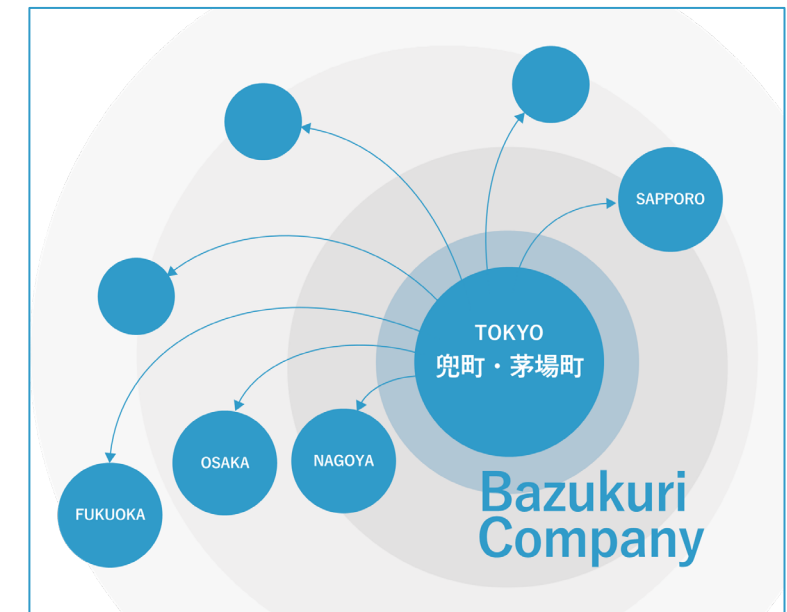 SAPPORO
TOKYO
兜町・茅場町
NAGOYA
OSAKA
FUKUOKA
Bazukuri
Company